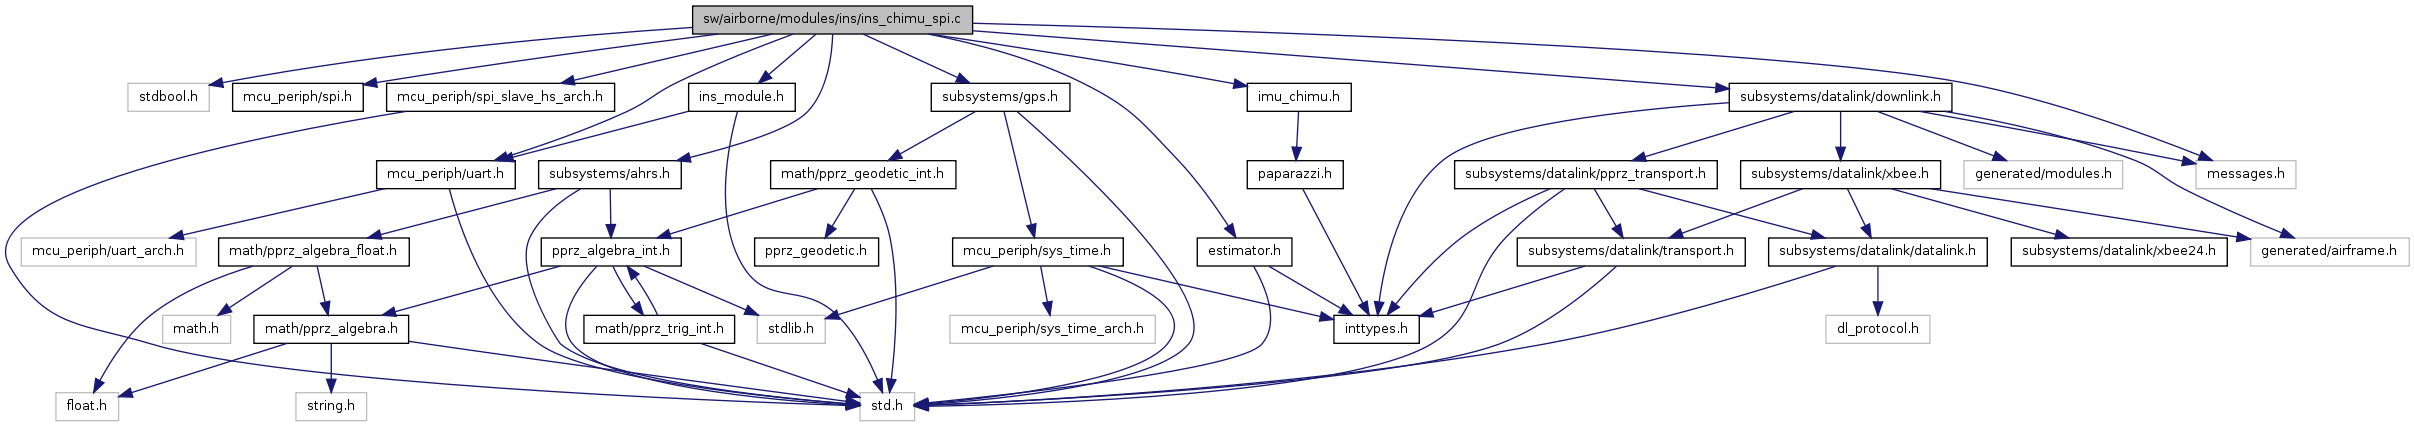 sw/airborne/modules/ins/ins_chimu_spi.c
stdbool.h
mcu_periph/spi.h
mcu_periph/spi_slave_hs_arch.h
ins_module.h
subsystems/gps.h
imu_chimu.h
subsystems/datalink/downlink.h
mcu_periph/uart.h
subsystems/ahrs.h
math/pprz_geodetic_int.h
paparazzi.h
subsystems/datalink/pprz_transport.h
subsystems/datalink/xbee.h
generated/modules.h
messages.h
mcu_periph/uart_arch.h
math/pprz_algebra_float.h
pprz_algebra_int.h
pprz_geodetic.h
mcu_periph/sys_time.h
estimator.h
subsystems/datalink/transport.h
subsystems/datalink/datalink.h
subsystems/datalink/xbee24.h
generated/airframe.h
math.h
math/pprz_algebra.h
math/pprz_trig_int.h
stdlib.h
mcu_periph/sys_time_arch.h
inttypes.h
dl_protocol.h
float.h
string.h
std.h